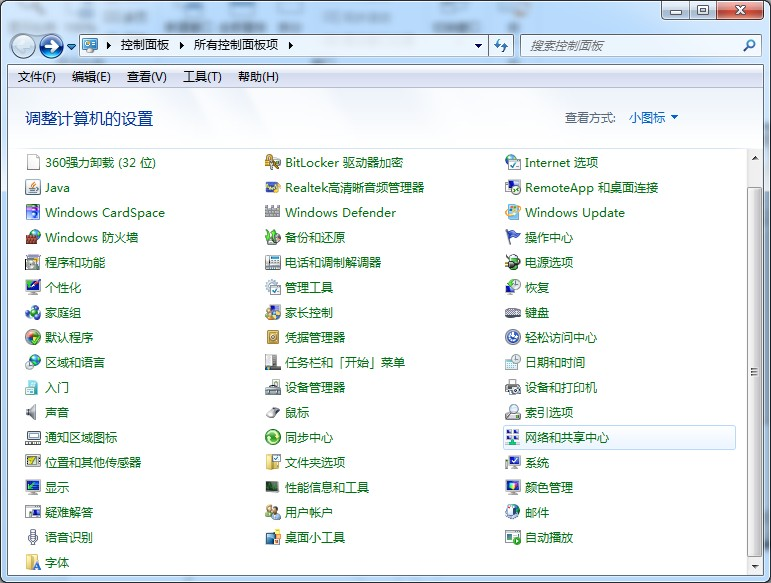 控制面板 所有控制面板项 搜索控制面板
文件(F) 编辑(E) 查看(V) 工具(T) 帮助(H)
调整计算机的设置 查看方式: 小图标
360强力卸载 (32 位) BitLocker 驱动器加密 Internet 选项
Java Realtek高清晰音频管理器 RemoteApp 和桌面连接
Windows CardSpace Windows Defender Windows Update
Windows 防火墙 备份和还原 操作中心
程序和功能 电话和调制解调器 电源选项
个性化 管理工具 恢复
家庭组 家长控制 键盘
默认程序 凭据管理器 轻松访问中心
区域和语言 任务栏和「开始」菜单 日期和时间
入门 设备管理器 设备和打印机
声音 鼠标 索引选项
通知区域图标 同步中心 网络和共享中心
位置和其他传感器 文件夹选项 系统
显示 性能信息和工具 颜色管理
疑难解答 用户帐户 邮件
语音识别 桌面小工具 自动播放
字体